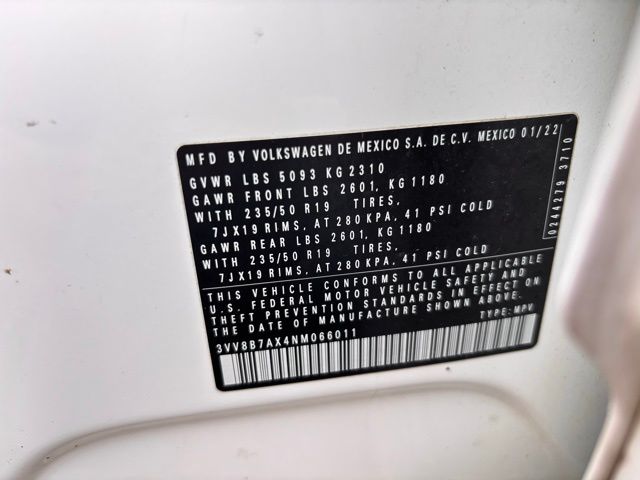 MFD BY VOLKSWAGEN DE MEXICO S.A. DE C.V. MEXICO 01/22
GVWR LBS 5093 KG 2310
GAWR FRONT LBS 2601, KG 1180
WITH 235/50 R19 TIRES,
7JX19 RIMS, AT 280 KPA, 41 PSI COLD
GAWR REAR LBS 2601, KG 1180
WITH 235/50 R19 TIRES,
7JX19 RIMS, AT 280 KPA, 41 PSI COLD
THIS VEHICLE CONFORMS TO ALL APPLICABLE
U.S. FEDERAL MOTOR VEHICLE SAFETY AND
THEFT PREVENTION STANDARDS IN EFFECT ON
THE DATE OF MANUFACTURE SHOWN ABOVE.
3VV8B7AX4NM066011 TYPE: MPV
0244279 3710